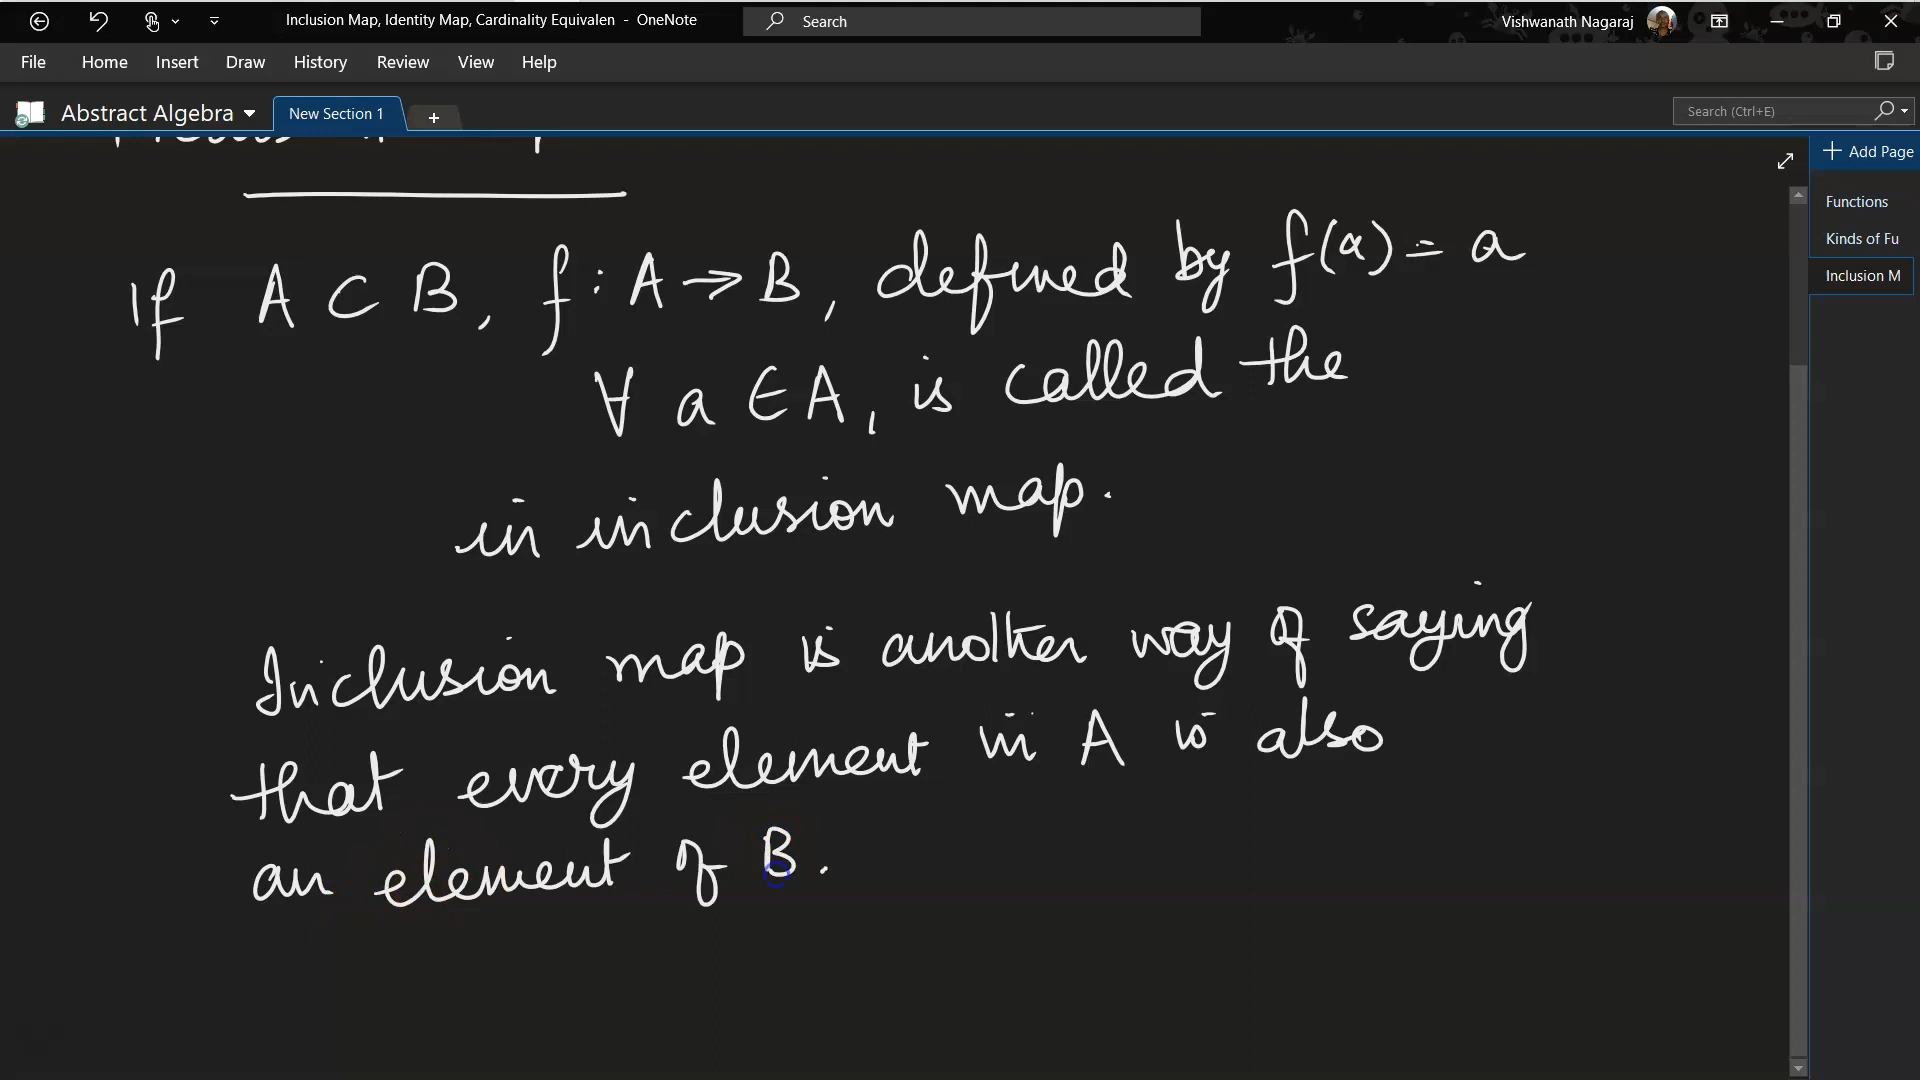 Inclusion Map, Identity Map, Cardinality Equivalen - OneNote
Search
Vishwanath Nagaraj
File Home Insert Draw History Review View Help
Abstract Algebra
New Section 1
+
Search (Ctrl+E)
Add Page
Functions
Kinds of Fu
Inclusion M
If A ⊂ B, f : A → B, defined by f(a) = a
∀ a ∈ A, is called the
in inclusion map.
Inclusion map is another way of saying
that every element in A is also
an element of B.